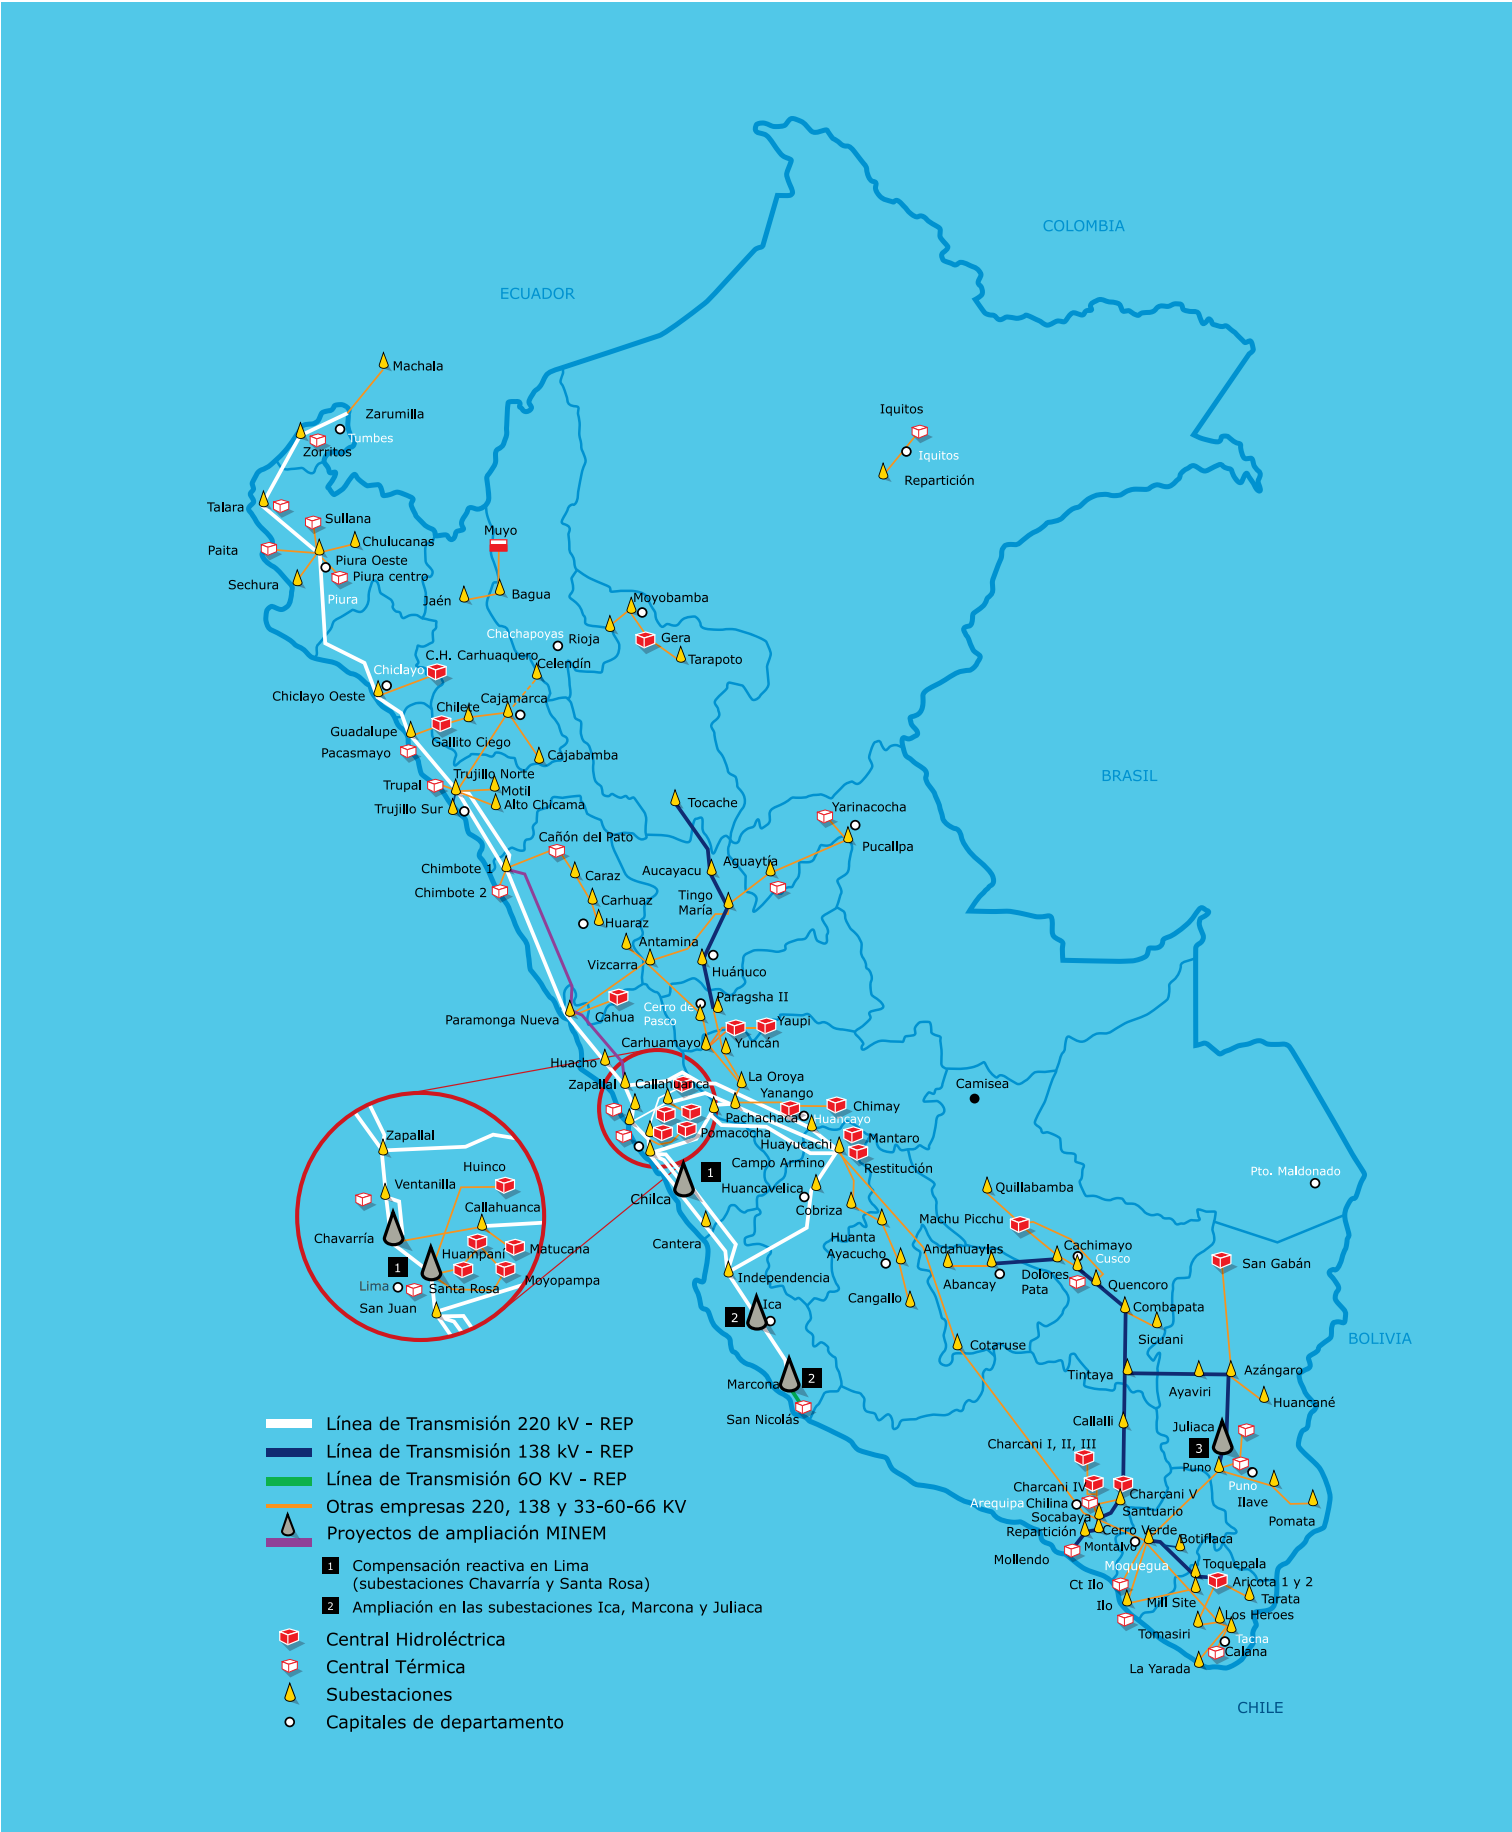 COLOMBIA
ECUADOR
Machala
Zarumilla
Tumbes
Zorritos
Iquitos
Iquitos
Repartición
Talara
Sullana
Chulucanas
Paita
Piura Oeste
Piura centro
Sechura
Piura
Muyo
Jaén
Bagua
Moyobamba
Chachapoyas
Rioja
Gera
Tarapoto
C.H. Carhuaquero
Celendín
Chiclayo
Chiclayo Oeste
Cajamarca
Chilete
Guadalupe
Gallito Ciego
Pacasmayo
Cajabamba
Trujillo Norte
Trupal
Motil
Alto Chicama
Trujillo Sur
BRASIL
Tocache
Yarinacocha
Pucallpa
Cañón del Pato
Chimbote 1
Caraz
Aucayacu
Aguaytía
Chimbote 2
Carhuaz
Tingo
María
Huaraz
Antamina
Vizcarra
Huánuco
Paragsha II
Cerro de
Pasco
Paramonga Nueva
Cahua
Yaupi
Carhuamayo
Yuncán
Huacho
La Oroya
Zapallal
Callahuanca
Yanango
Camisea
Chimay
Pachachaca
Huancayo
Pomacocha
Huayucachi
Mantaro
Restitución
Campo Armino
Huancavelica
Chilca
1
Cobriza
Pto. Maldonado
Quillabamba
Machu Picchu
Huanta
Ayacucho
Andahuaylas
Cachimayo
Cusco
San Gabán
Cantera
Abancay
Dolores
Pata
Quencoro
Independencia
Cangallo
Combapata
Ica
2
Sicuani
BOLIVIA
Cotaruse
Tintaya
Azángaro
Ayaviri
Huancané
Marcona
2
San Nicolás
Callalli
Juliaca
3
Charcani I, II, III
Puno
Puno
Charcani IV
Charcani V
Ilave
Arequipa
Chilina
Santuario
Pomata
Socabaya
Repartición
Cerro Verde
Montalvo
Botiflaca
Mollendo
Moquegua
Toquepala
Ct Ilo
Aricota 1 y 2
Ilo
Mill Site
Tarata
Los Heroes
Tomasiri
Tacna
Calana
La Yarada
CHILE
Zapallal
Huinco
Ventanilla
Callahuanca
Chavarría
Huampaní
Matucana
1
Lima
Santa Rosa
Moyopampa
San Juan
Línea de Transmisión 220 kV - REP
Línea de Transmisión 138 kV - REP
Línea de Transmisión 6O KV - REP
Otras empresas 220, 138 y 33-60-66 KV
Proyectos de ampliación MINEM
1 Compensación reactiva en Lima
(subestaciones Chavarría y Santa Rosa)
2 Ampliación en las subestaciones Ica, Marcona y Juliaca
Central Hidroléctrica
Central Térmica
Subestaciones
Capitales de departamento